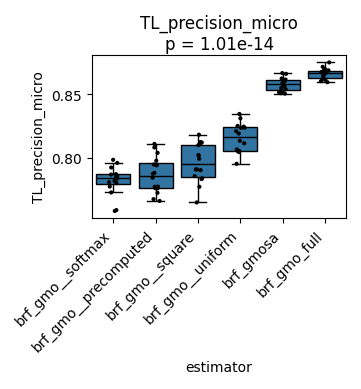 TL_precision_micro
p = 1.01e-14
TL_precision_micro
0.85
0.80
brf_gmo__softmax
brf_gmo__precomputed
brf_gmo__square
brf_gmo__uniform
brf_gmosa
brf_gmo_full
estimator